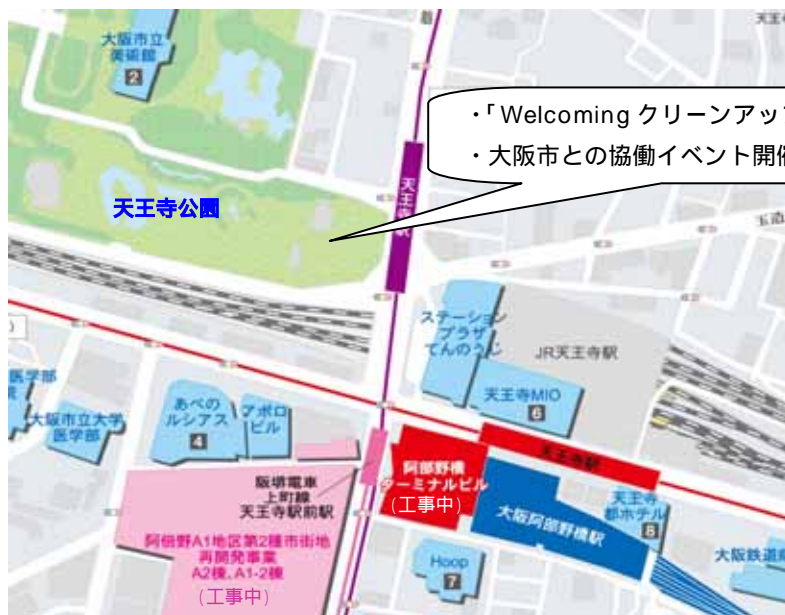 大阪市立
美術館
2
天王寺
・「Welcoming クリーンアップ
・大阪市との協働イベント開催
天王寺公園
天王寺駅
玉造
ステーション
プラザ
てんのうじ
JR天王寺駅
天王寺MIO
6
医学部
大阪市立大学
医学部
あべの
ルシアス
4
アポロ
ビル
天王寺駅
阪堺電車
上町線
天王寺駅前駅
阿部野橋
ターミナルビル
(工事中)
大阪阿部野橋駅
天王寺
都ホテル
8
阿倍野A1地区第2種市街地
再開発事業
A2棟、A1-2棟
(工事中)
Hoop
7
大阪鉄道病